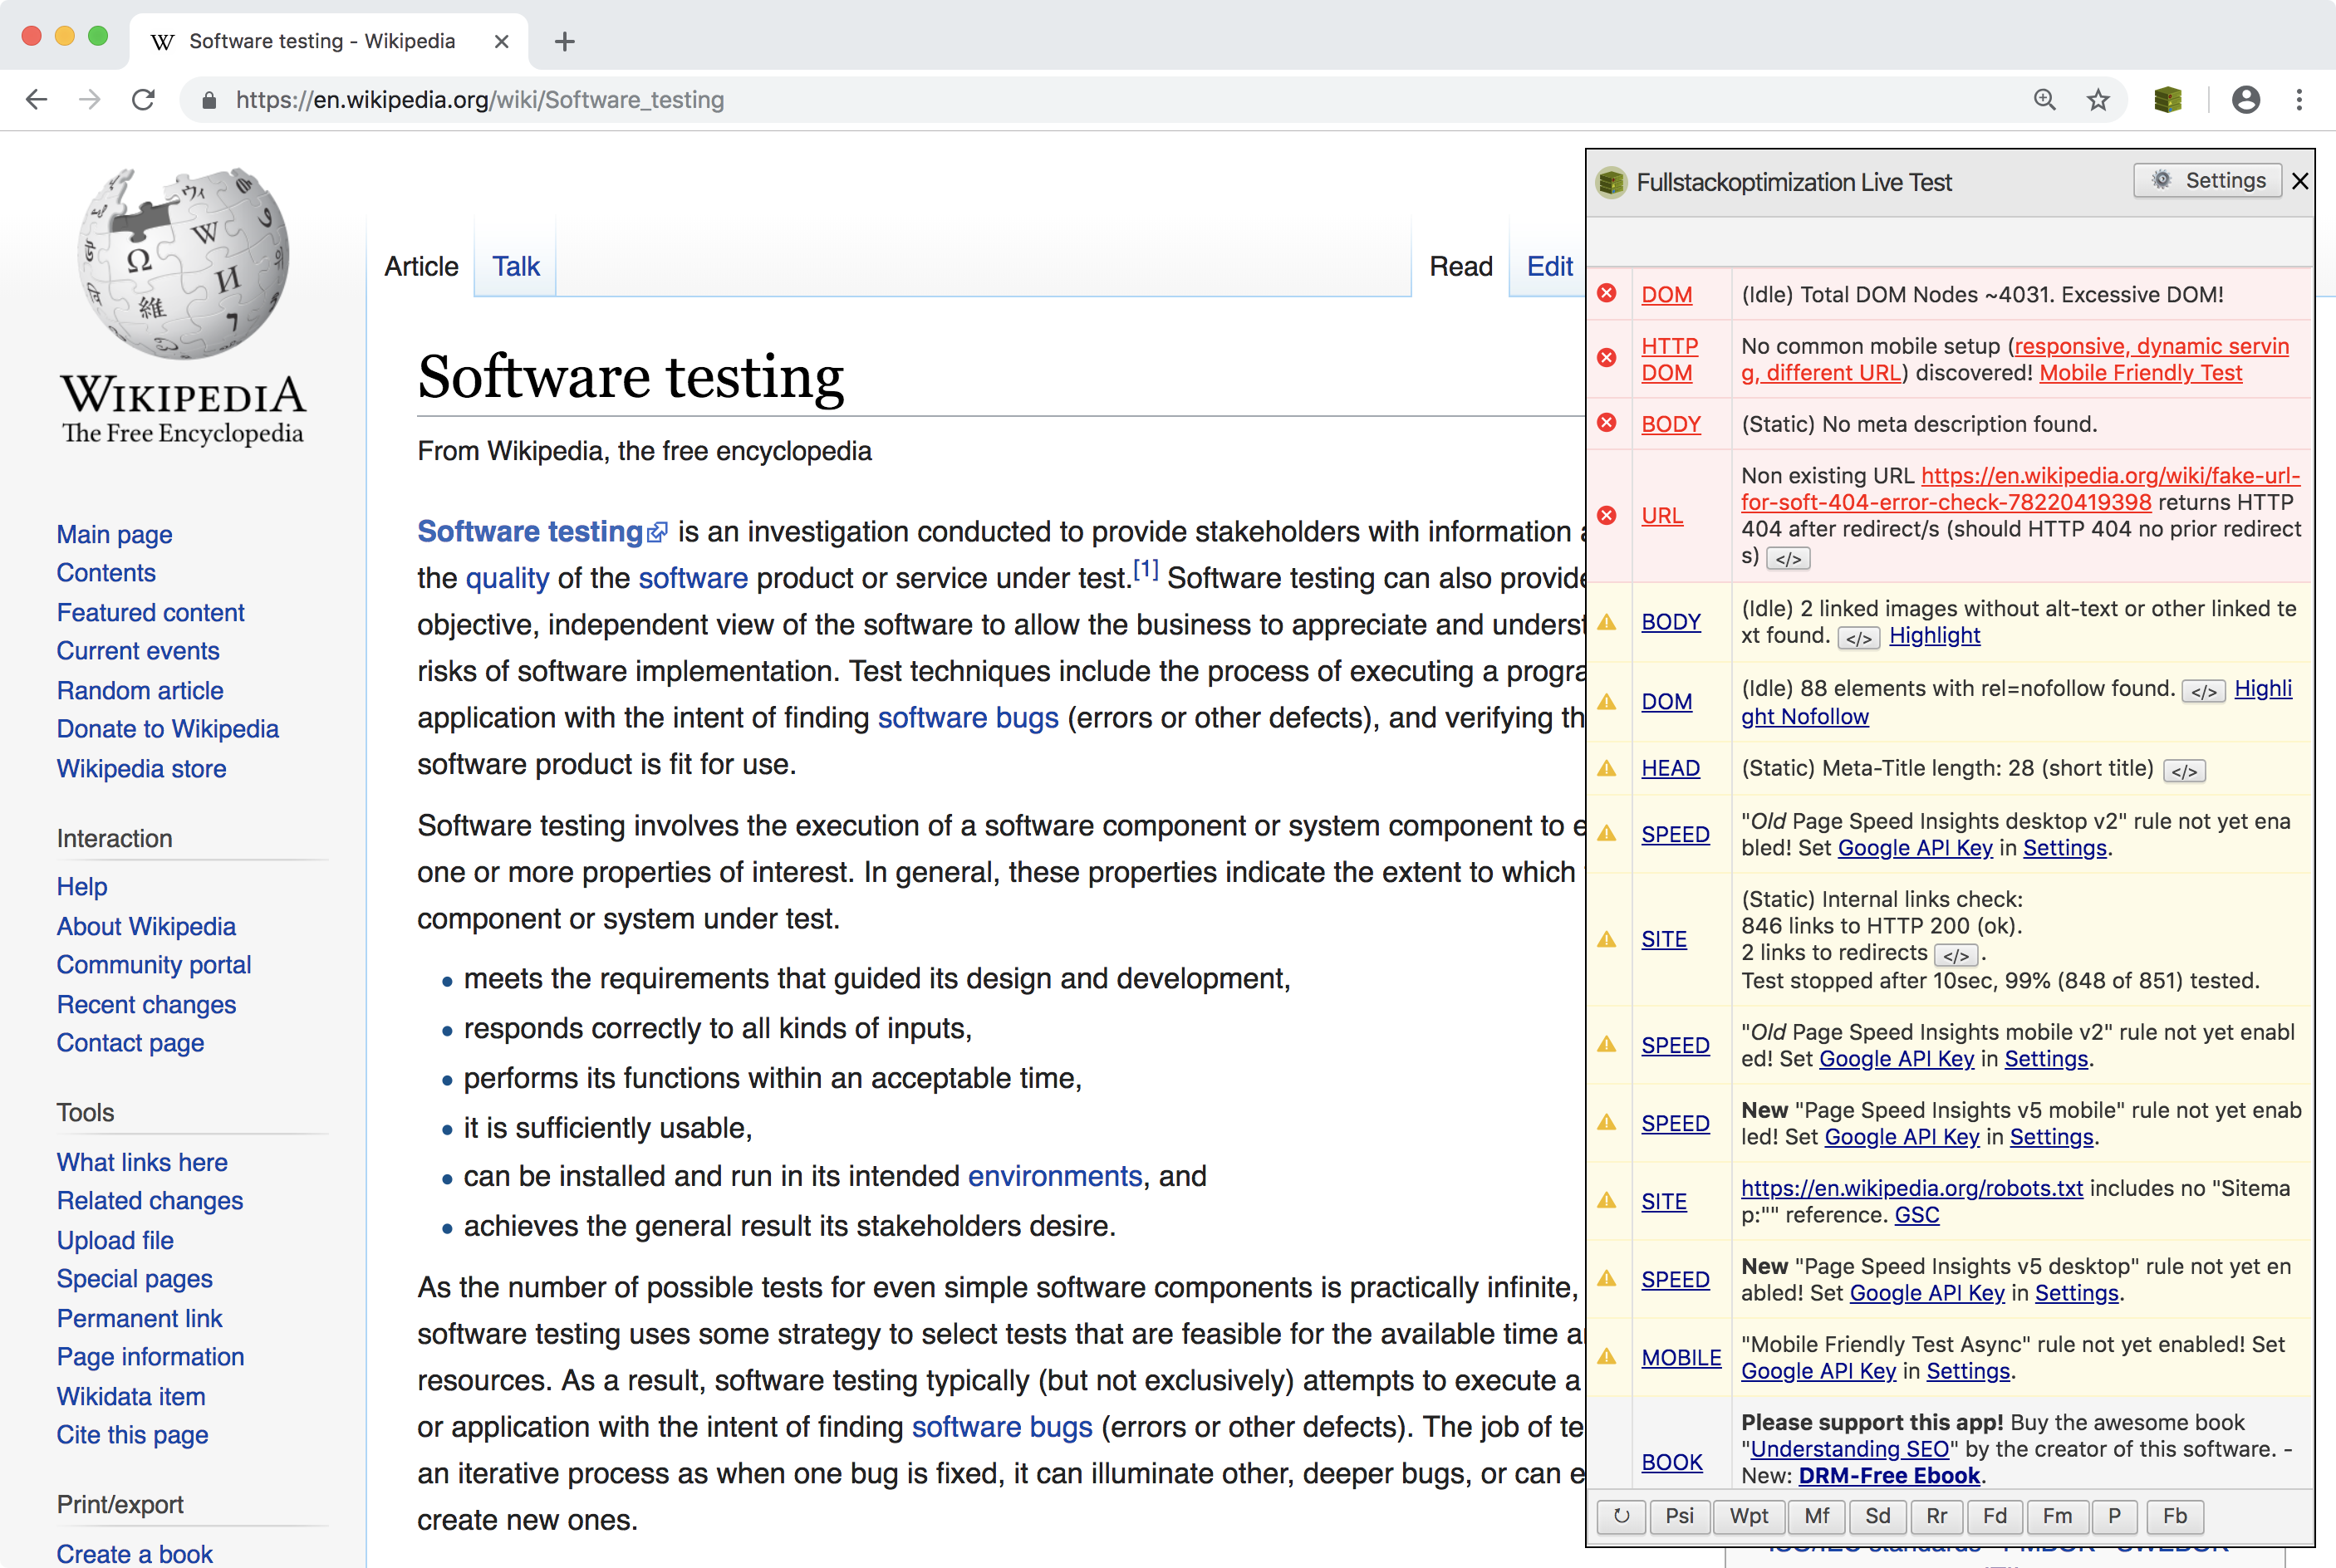 Software testing - Wikipedia
https://en.wikipedia.org/wiki/Software_testing
WIKIPEDIA
The Free Encyclopedia
Main page
Contents
Featured content
Current events
Random article
Donate to Wikipedia
Wikipedia store
Interaction
Help
About Wikipedia
Community portal
Recent changes
Contact page
Tools
What links here
Related changes
Upload file
Special pages
Permanent link
Page information
Wikidata item
Cite this page
Print/export
Create a book
Article Talk Read Edit
Software testing
From Wikipedia, the free encyclopedia
Software testing is an investigation conducted to provide stakeholders with information
the quality of the software product or service under test.[1] Software testing can also provide
objective, independent view of the software to allow the business to appreciate and underst
risks of software implementation. Test techniques include the process of executing a progra
application with the intent of finding software bugs (errors or other defects), and verifying th
software product is fit for use.
Software testing involves the execution of a software component or system component to e
one or more properties of interest. In general, these properties indicate the extent to which
component or system under test.
• meets the requirements that guided its design and development,
• responds correctly to all kinds of inputs,
• performs its functions within an acceptable time,
• it is sufficiently usable,
• can be installed and run in its intended environments, and
• achieves the general result its stakeholders desire.
As the number of possible tests for even simple software components is practically infinite,
software testing uses some strategy to select tests that are feasible for the available time a
resources. As a result, software testing typically (but not exclusively) attempts to execute a
or application with the intent of finding software bugs (errors or other defects). The job of te
an iterative process as when one bug is fixed, it can illuminate other, deeper bugs, or can e
create new ones.
Fullstackoptimization Live Test Settings
DOM (Idle) Total DOM Nodes ~4031. Excessive DOM!
HTTP DOM No common mobile setup (responsive, dynamic servin
g, different URL) discovered! Mobile Friendly Test
BODY (Static) No meta description found.
URL Non existing URL https://en.wikipedia.org/wiki/fake-url-
for-soft-404-error-check-78220419398 returns HTTP
404 after redirect/s (should HTTP 404 no prior redirect
s) </>
BODY (Idle) 2 linked images without alt-text or other linked te
xt found. </> Highlight
DOM (Idle) 88 elements with rel=nofollow found. </> Highli
ght Nofollow
HEAD (Static) Meta-Title length: 28 (short title) </>
SPEED "Old Page Speed Insights desktop v2" rule not yet ena
bled! Set Google API Key in Settings.
SITE (Static) Internal links check:
846 links to HTTP 200 (ok).
2 links to redirects </>.
Test stopped after 10sec, 99% (848 of 851) tested.
SPEED "Old Page Speed Insights mobile v2" rule not yet enabl
ed! Set Google API Key in Settings.
SPEED New "Page Speed Insights v5 mobile" rule not yet enab
led! Set Google API Key in Settings.
SITE https://en.wikipedia.org/robots.txt includes no "Sitema
p:"" reference. GSC
SPEED New "Page Speed Insights v5 desktop" rule not yet en
abled! Set Google API Key in Settings.
MOBILE "Mobile Friendly Test Async" rule not yet enabled! Set
Google API Key in Settings.
BOOK Please support this app! Buy the awesome book
"Understanding SEO" by the creator of this software. -
New: DRM-Free Ebook.
Psi Wpt Mf Sd Rr Fd Fm P Fb